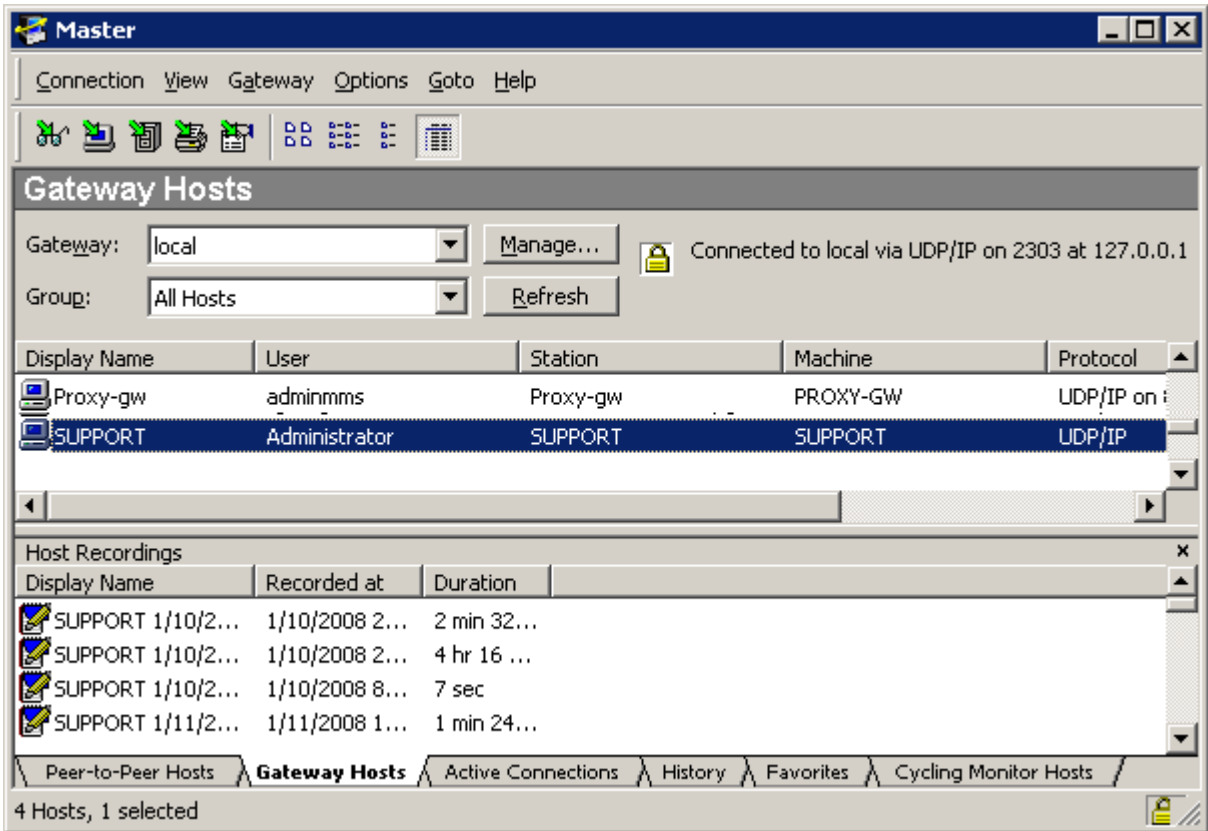 Master
Connection View Gateway Options Goto Help
Gateway Hosts
Gateway: local Manage... Connected to local via UDP/IP on 2303 at 127.0.0.1
Group: All Hosts Refresh
Display Name User Station Machine Protocol
Proxy-gw adminmms Proxy-gw PROXY-GW UDP/IP on
SUPPORT Administrator SUPPORT SUPPORT UDP/IP
Host Recordings
Display Name Recorded at Duration
SUPPORT 1/10/2... 1/10/2008 2... 2 min 32...
SUPPORT 1/10/2... 1/10/2008 2... 4 hr 16 ...
SUPPORT 1/10/2... 1/10/2008 8... 7 sec
SUPPORT 1/11/2... 1/11/2008 1... 1 min 24...
Peer-to-Peer Hosts Gateway Hosts Active Connections History Favorites Cycling Monitor Hosts
4 Hosts, 1 selected